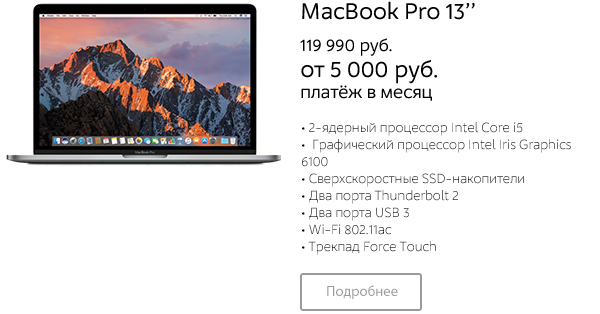 MacBook Pro 13’’
119 990 руб.
от 5 000 руб.
платёж в месяц
• 2-ядерный процессор Intel Core i5
• Графический процессор Intel Iris Graphics
6100
• Сверхскоростные SSD-накопители
• Два порта Thunderbolt 2
• Два порта USB 3
• Wi-Fi 802.11ac
• Трекпад Force Touch
Подробнее
MacBook Pro